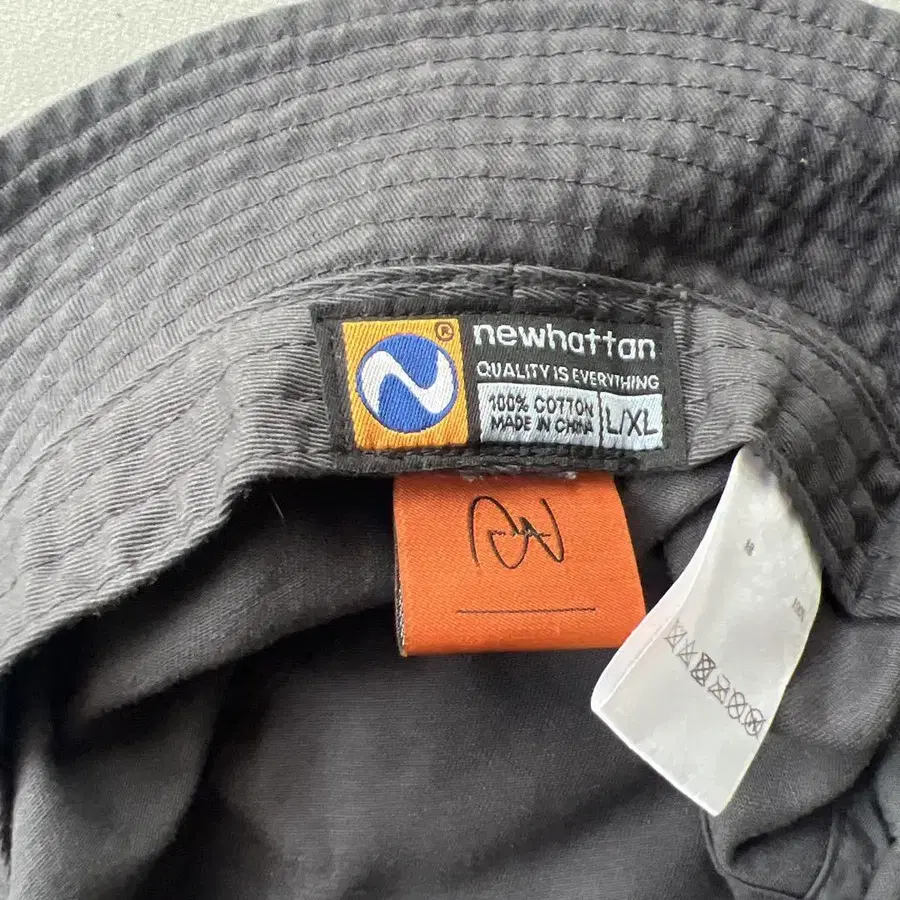 newhattan
®
QUALITY IS EVERYTHING
100% COTTON
MADE IN CHINA
L/XL